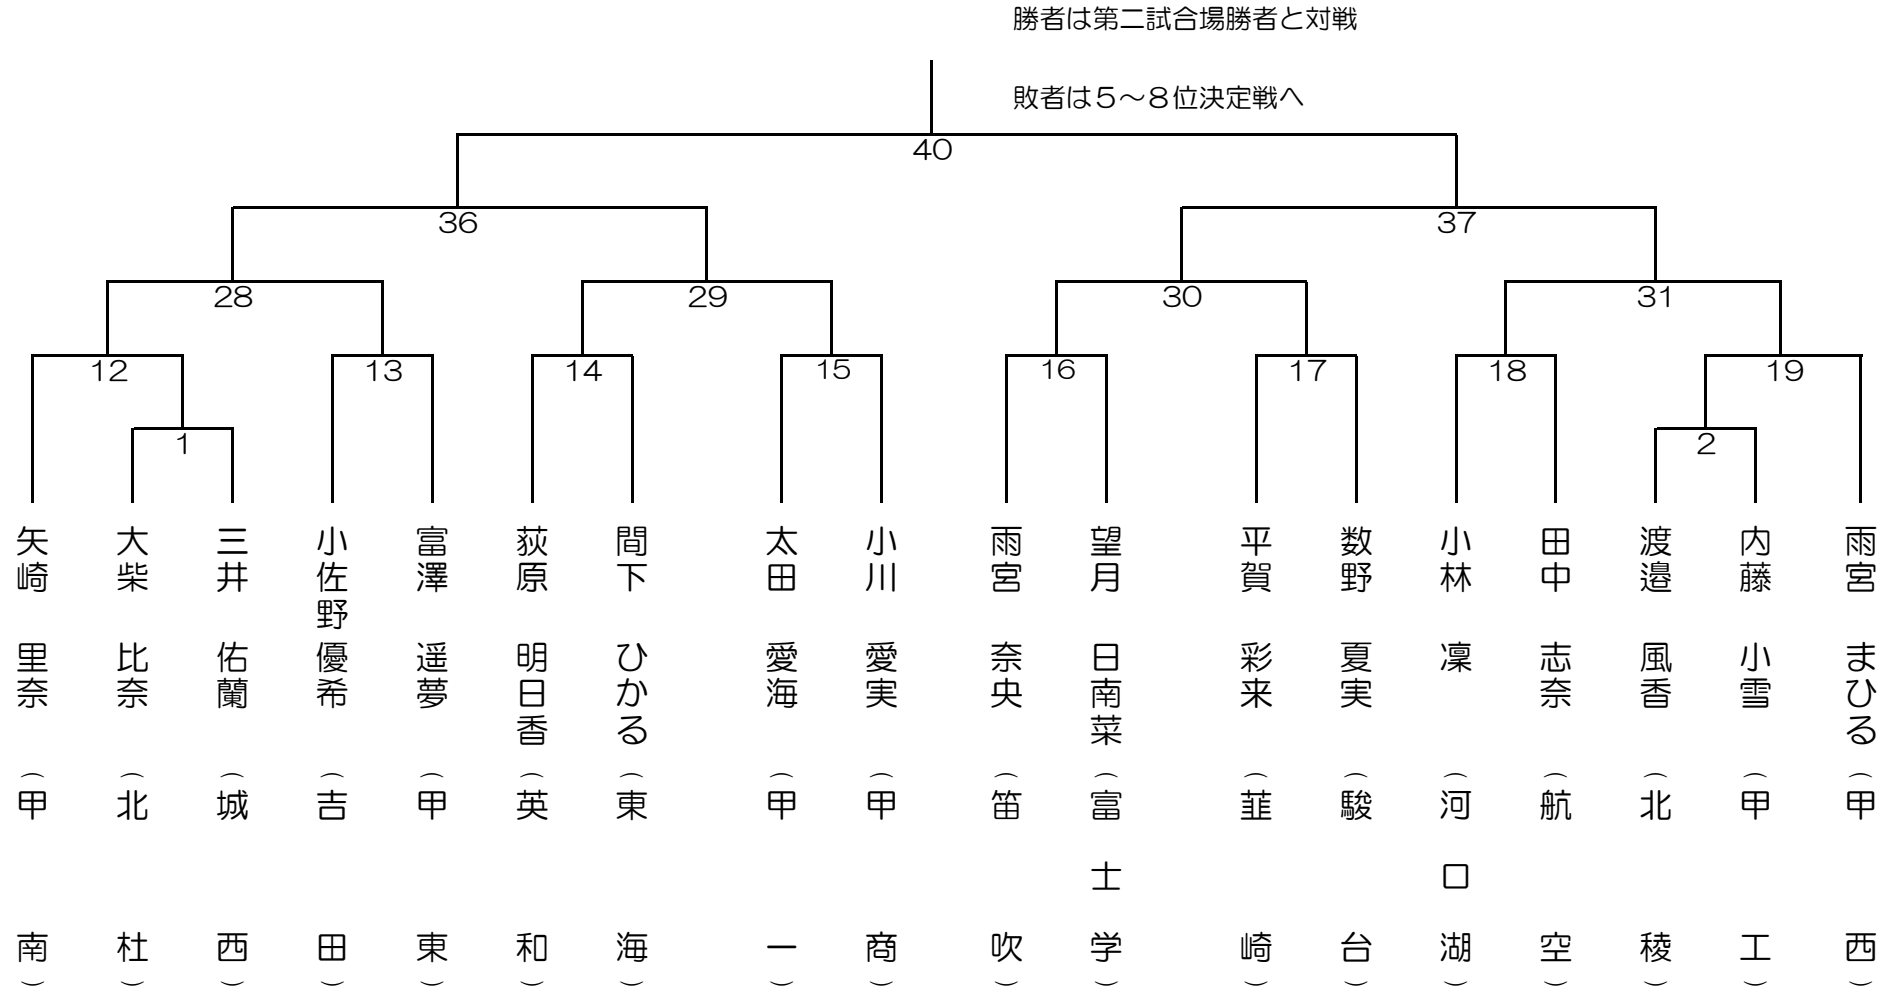 勝者は第二試合場勝者と対戦
敗者は５～８位決定戦へ
40
36
37
28
29
30
31
12
13
14
15
16
17
18
19
1
2
矢崎 里奈（甲南）
大柴 比奈（北杜）
三井 佑蘭（城西）
小佐野 優希（吉田）
富澤 遥夢（甲東）
荻原 明日香（英和）
間下 ひかる（東海）
太田 愛海（甲一）
小川 愛実（甲商）
雨宮 奈央（笛吹）
望月 日南菜（富士学）
平賀 彩来（韮崎）
数野 夏実（駿台）
小林 凜（河口湖）
田中 志奈（航空）
渡邉 風香（北稜）
内藤 小雪（甲工）
雨宮 まひる（甲西）